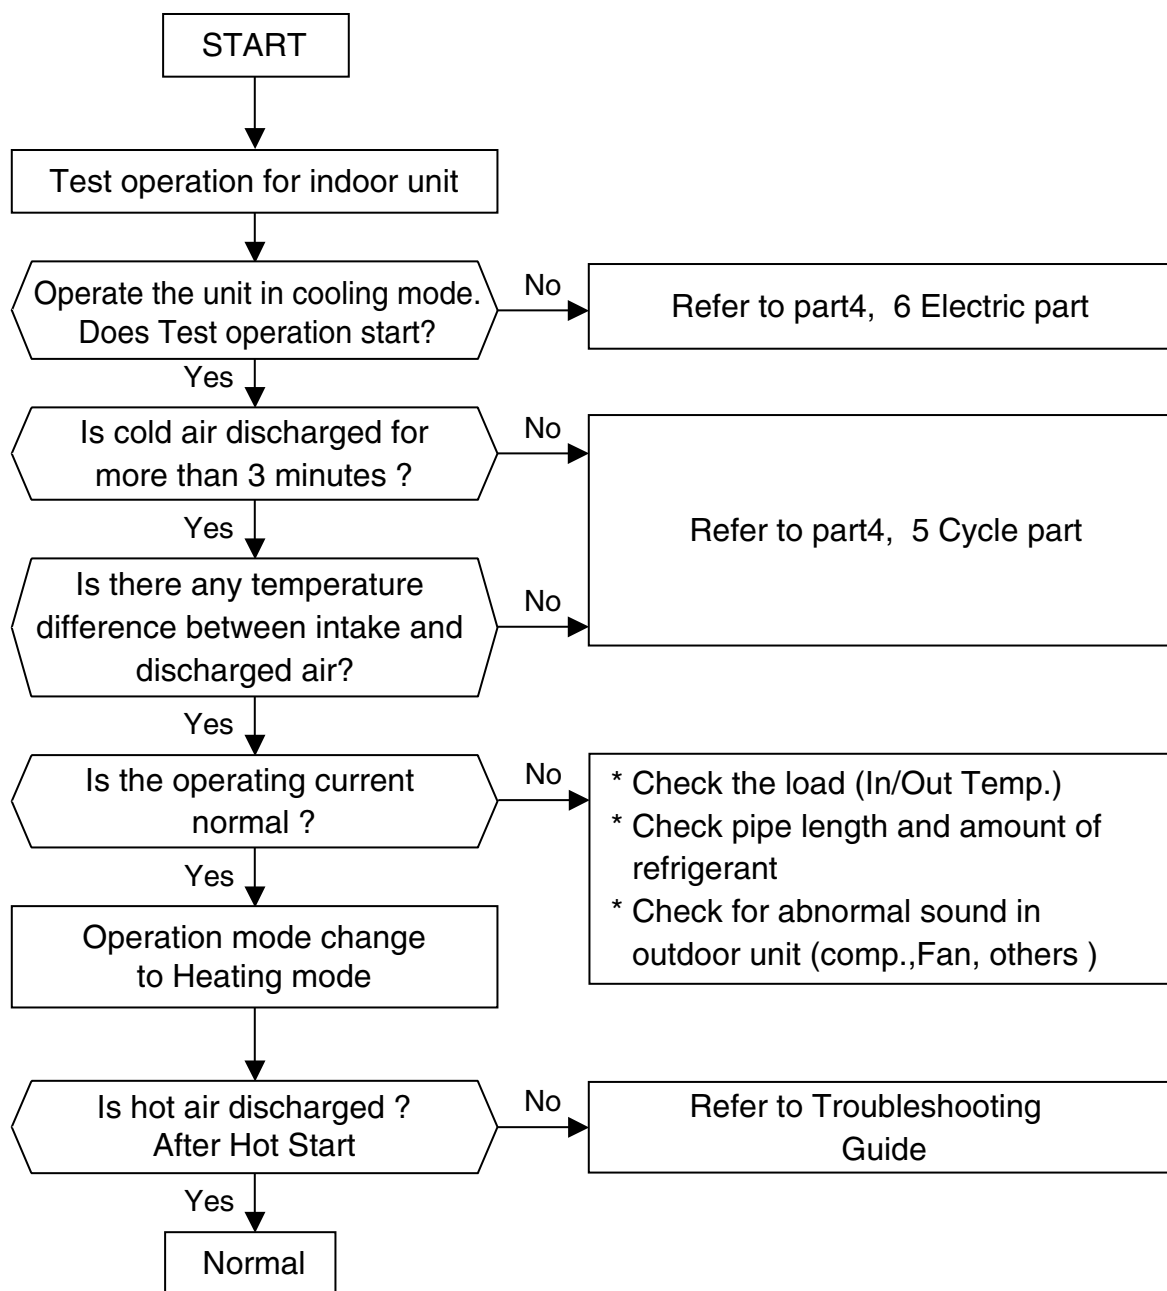 START
Test operation for indoor unit
Operate the unit in cooling mode.
Does Test operation start?
No
Refer to part4, 6 Electric part
Yes
Is cold air discharged for
more than 3 minutes ?
No
Refer to part4, 5 Cycle part
Yes
Is there any temperature
difference between intake and
discharged air?
No
Yes
Is the operating current
normal ?
No
* Check the load (In/Out Temp.)
* Check pipe length and amount of
refrigerant
* Check for abnormal sound in
outdoor unit (comp.,Fan, others )
Yes
Operation mode change
to Heating mode
Is hot air discharged ?
After Hot Start
No
Refer to Troubleshooting
Guide
Yes
Normal